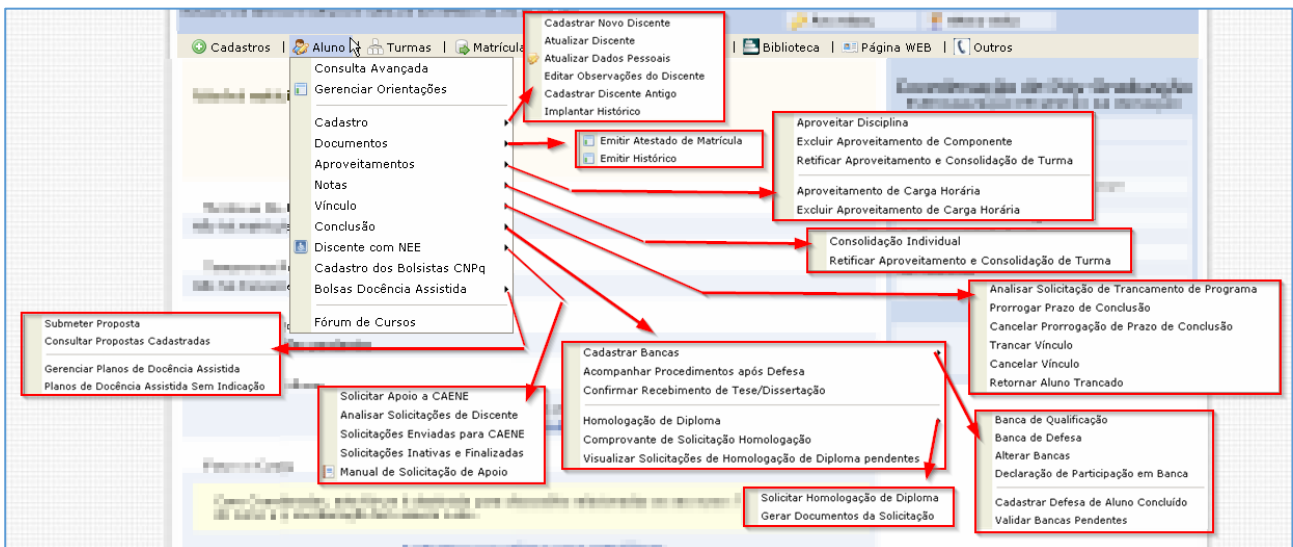 Cadastros | Aluno | Turmas | Matrícula | Biblioteca | Página WEB | Outros
Consulta Avançada
Gerenciar Orientações
Cadastro
Documentos
Aproveitamentos
Notas
Vínculo
Conclusão
Discente com NEE
Cadastro dos Bolsistas CNPq
Bolsas Docência Assistida
Fórum de Cursos
Cadastrar Novo Discente
Atualizar Discente
Atualizar Dados Pessoais
Editar Observações do Discente
Cadastrar Discente Antigo
Implantar Histórico
Emitir Atestado de Matrícula
Emitir Histórico
Aproveitar Disciplina
Excluir Aproveitamento de Componente
Retificar Aproveitamento e Consolidação de Turma
Aproveitamento de Carga Horária
Excluir Aproveitamento de Carga Horária
Consolidação Individual
Retificar Aproveitamento e Consolidação de Turma
Analisar Solicitação de Trancamento de Programa
Prorrogar Prazo de Conclusão
Cancelar Prorrogação de Prazo de Conclusão
Trancar Vínculo
Cancelar Vínculo
Retornar Aluno Trancado
Cadastrar Bancas
Acompanhar Procedimentos após Defesa
Confirmar Recebimento de Tese/Dissertação
Homologação de Diploma
Comprovante de Solicitação Homologação
Visualizar Solicitações de Homologação de Diploma pendentes
Banca de Qualificação
Banca de Defesa
Alterar Bancas
Declaração de Participação em Banca
Cadastrar Defesa de Aluno Concluído
Validar Bancas Pendentes
Solicitar Homologação de Diploma
Gerar Documentos da Solicitação
Solicitar Apoio a CAENE
Analisar Solicitações de Discente
Solicitações Enviadas para CAENE
Solicitações Inativas e Finalizadas
Manual de Solicitação de Apoio
Submeter Proposta
Consultar Propostas Cadastradas
Gerenciar Planos de Docência Assistida
Planos de Docência Assistida Sem Indicação